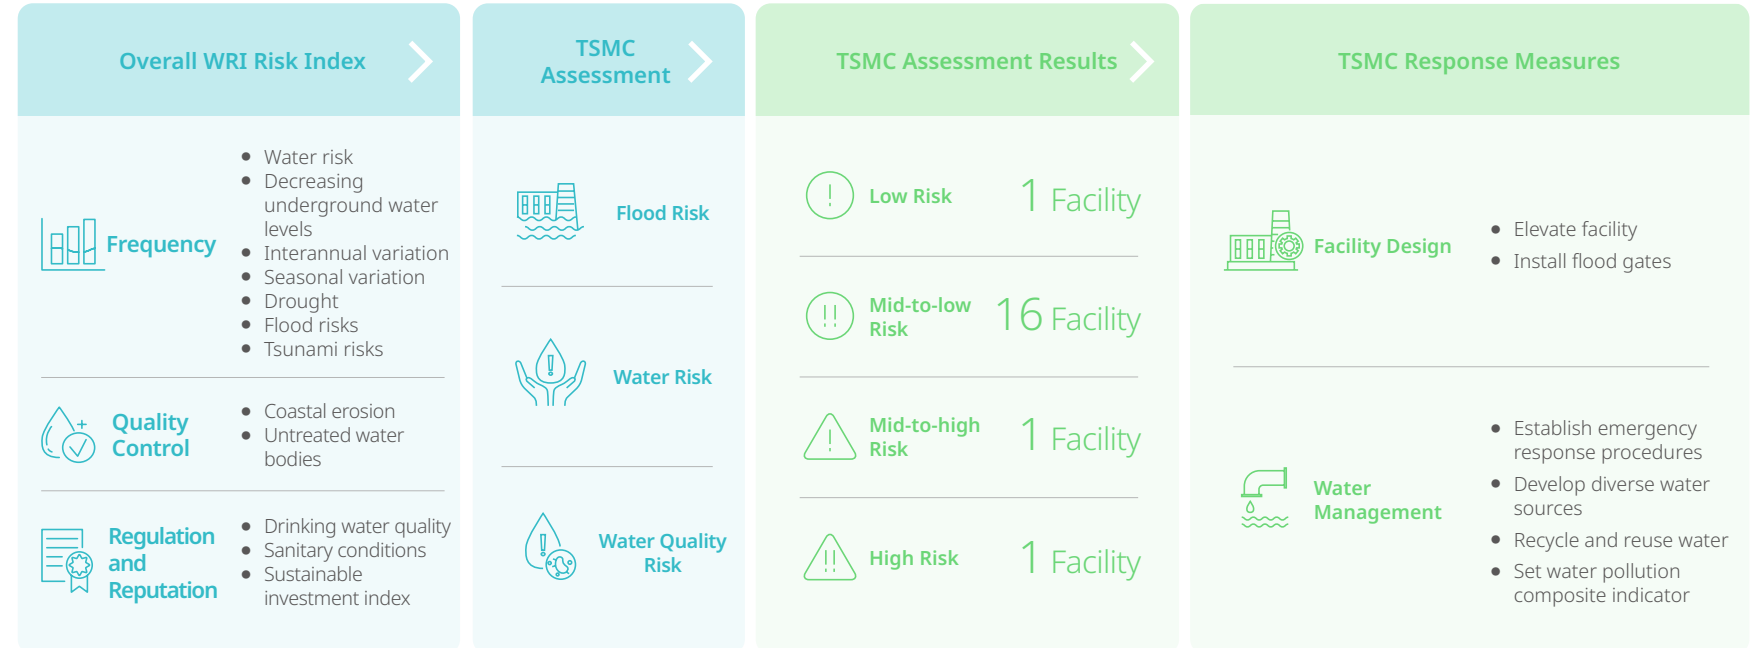 Overall WRI Risk Index
Frequency
Water risk
Decreasing
underground water
levels
Interannual variation
Seasonal variation
Drought
Flood risks
Tsunami risks
Quality
Control
Coastal erosion
Untreated water
bodies
Regulation
and
Reputation
Drinking water quality
Sanitary conditions
Sustainable
investment index
TSMC
Assessment
Flood Risk
Water Risk
Water Quality
Risk
TSMC Assessment Results
Low Risk
1 Facility
Mid-to-low
Risk
16 Facility
Mid-to-high
Risk
1 Facility
High Risk
1 Facility
TSMC Response Measures
Facility Design
Elevate facility
Install flood gates
Water
Management
Establish emergency
response procedures
Develop diverse water
sources
Recycle and reuse water
Set water pollution
composite indicator